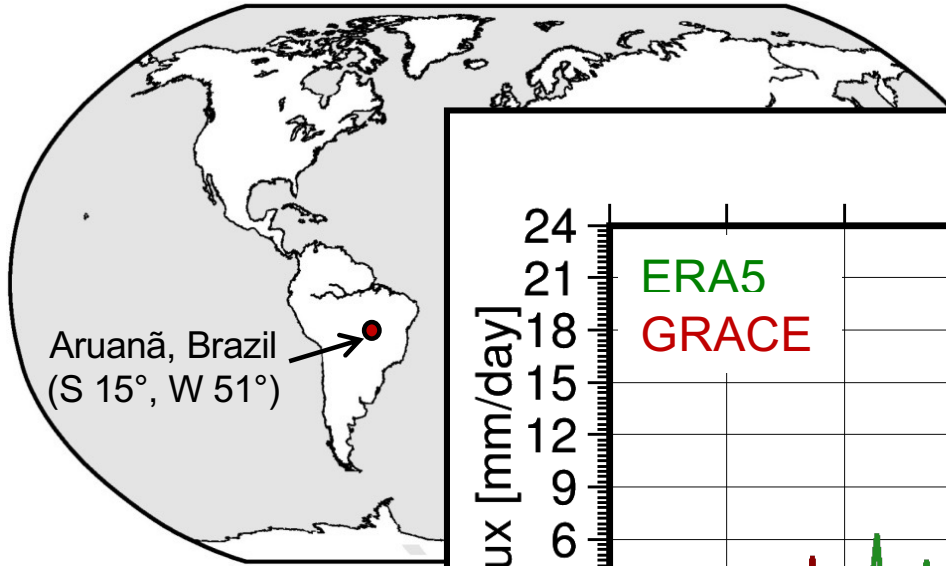 Aruanã, Brazil
(S 15°, W 51°)
24
21
18
15
12
9
6
ux [mm/day]
ERA5
GRACE